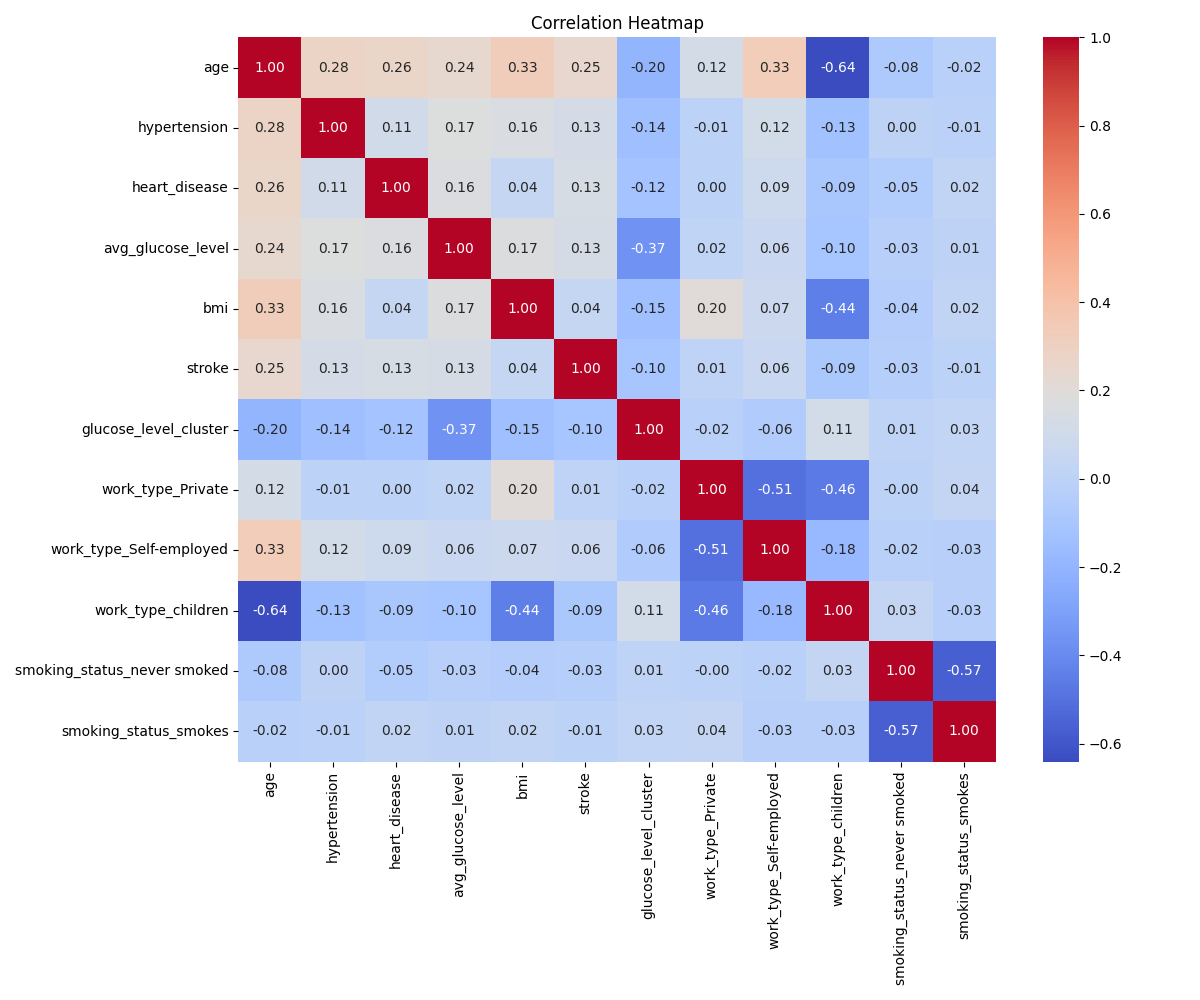 Correlation Heatmap
age 1.00 0.28 0.26 0.24 0.33 0.25 -0.20 0.12 0.33 -0.64 -0.08 -0.02
hypertension 0.28 1.00 0.11 0.17 0.16 0.13 -0.14 -0.01 0.12 -0.13 0.00 -0.01
heart_disease 0.26 0.11 1.00 0.16 0.04 0.13 -0.12 0.00 0.09 -0.09 -0.05 0.02
avg_glucose_level 0.24 0.17 0.16 1.00 0.17 0.13 -0.37 0.02 0.06 -0.10 -0.03 0.01
bmi 0.33 0.16 0.04 0.17 1.00 0.04 -0.15 0.20 0.07 -0.44 -0.04 0.02
stroke 0.25 0.13 0.13 0.13 0.04 1.00 -0.10 0.01 0.06 -0.09 -0.03 -0.01
glucose_level_cluster -0.20 -0.14 -0.12 -0.37 -0.15 -0.10 1.00 -0.02 -0.06 0.11 0.01 0.03
work_type_Private 0.12 -0.01 0.00 0.02 0.20 0.01 -0.02 1.00 -0.51 -0.46 -0.00 0.04
work_type_Self-employed 0.33 0.12 0.09 0.06 0.07 0.06 -0.06 -0.51 1.00 -0.18 -0.02 -0.03
work_type_children -0.64 -0.13 -0.09 -0.10 -0.44 -0.09 0.11 -0.46 -0.18 1.00 0.03 -0.03
smoking_status_never smoked -0.08 0.00 -0.05 -0.03 -0.04 -0.03 0.01 -0.00 -0.02 0.03 1.00 -0.57
smoking_status_smokes -0.02 -0.01 0.02 0.01 0.02 -0.01 0.03 0.04 -0.03 -0.03 -0.57 1.00
age
hypertension
heart_disease
avg_glucose_level
bmi
stroke
glucose_level_cluster
work_type_Private
work_type_Self-employed
work_type_children
smoking_status_never smoked
smoking_status_smokes
1.0
0.8
0.6
0.4
0.2
0.0
−0.2
−0.4
−0.6